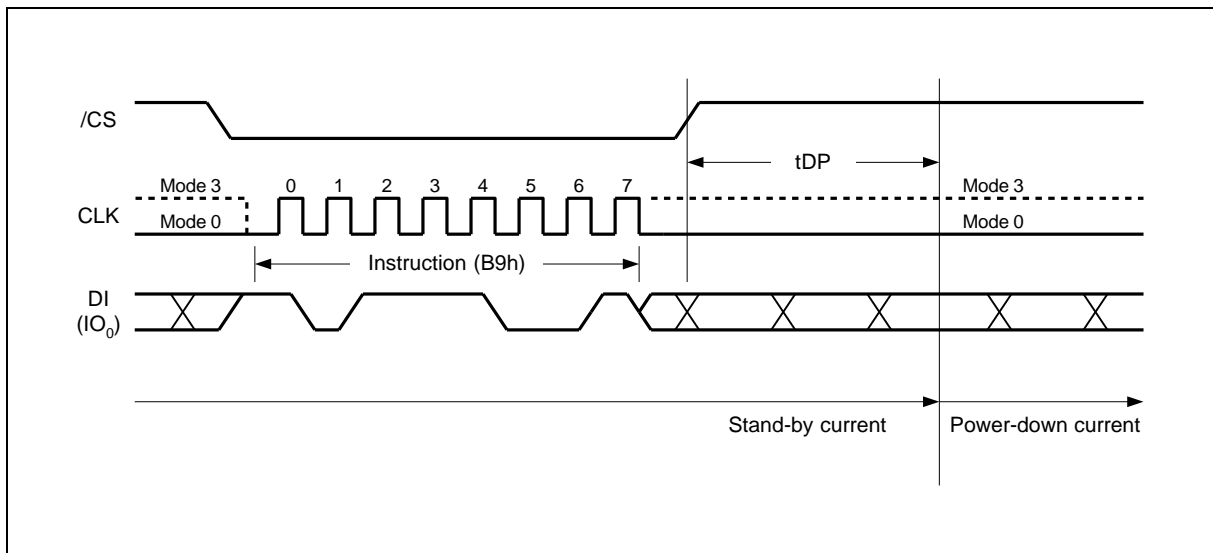 /CS
tDP
Mode 3
0 1 2 3 4 5 6 7
Mode 3
CLK
Mode 0
Mode 0
Instruction (B9h)
DI
(IO0)
Stand-by current
Power-down current